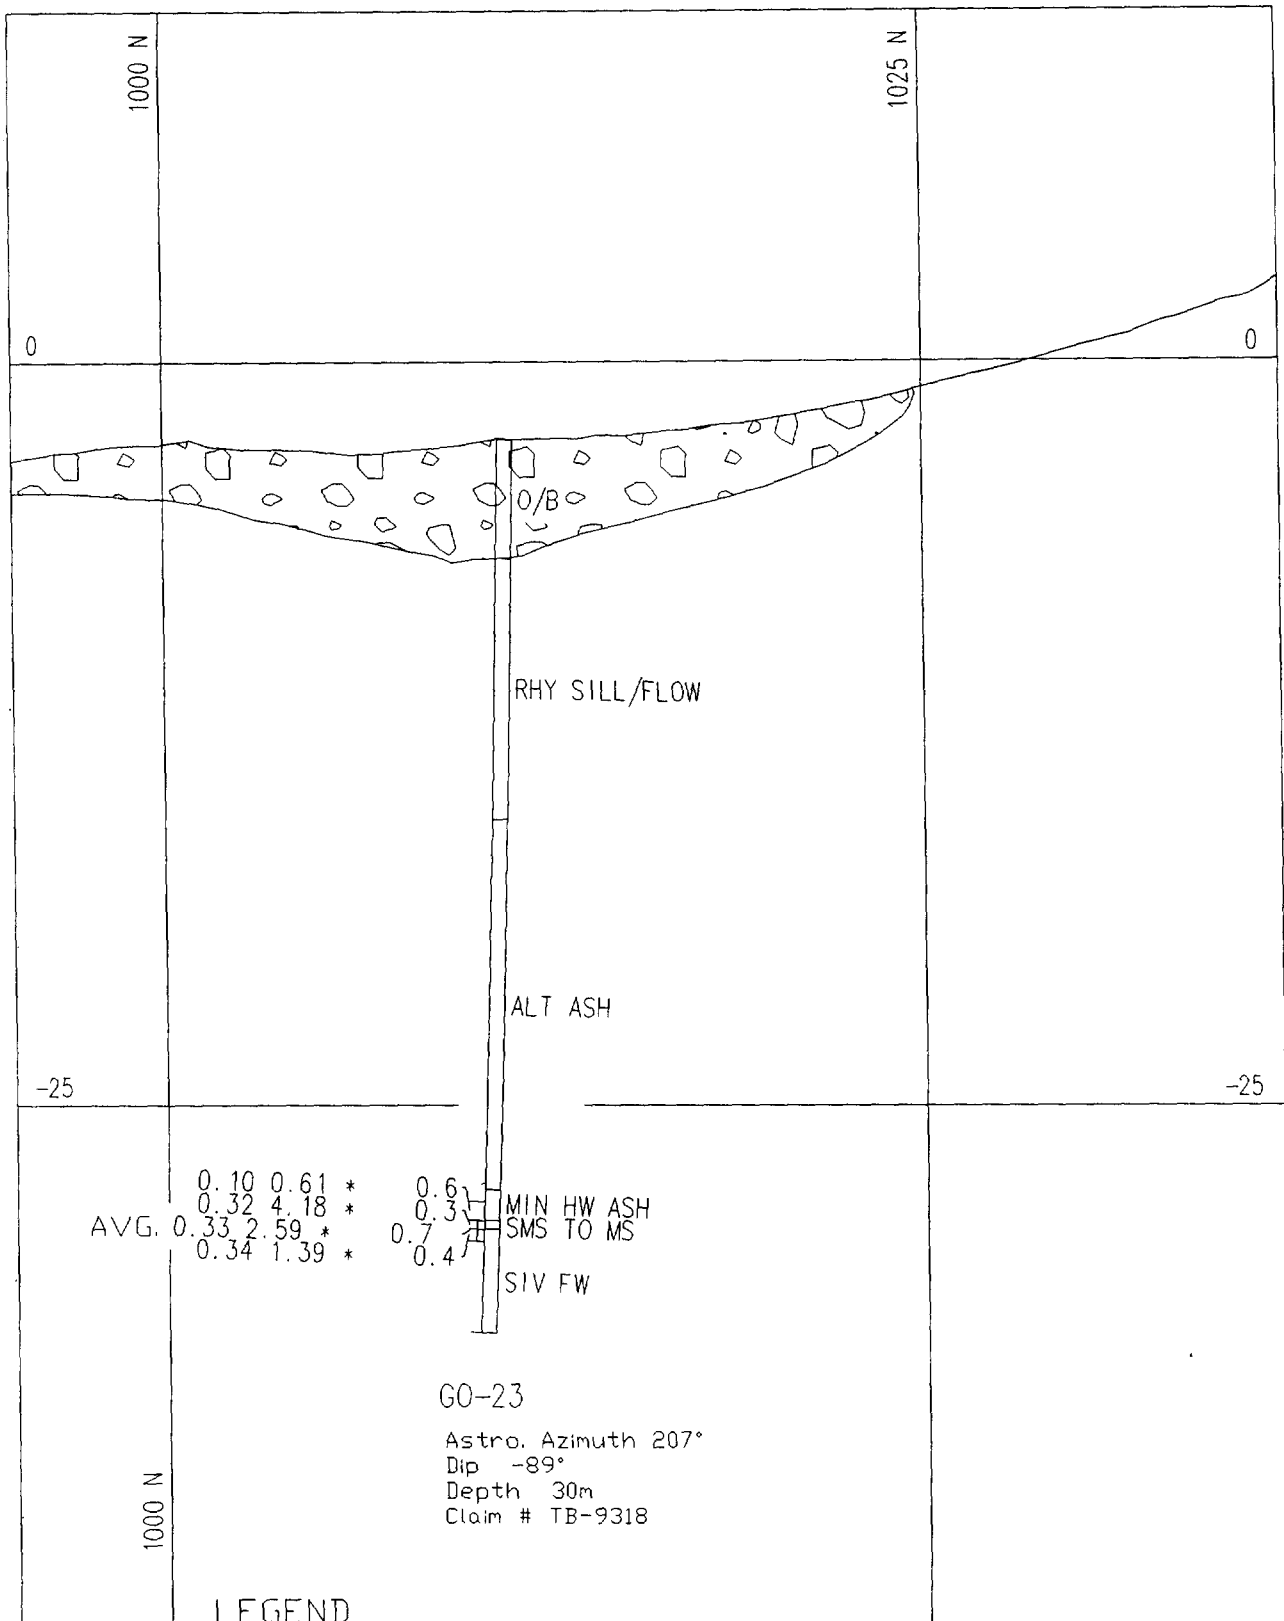 1000 N
1025 N
0
0
O/B
RHY SILL/FLOW
ALT ASH
-25
-25
0.10 0.61 * 0.6 MIN HW ASH
0.32 4.18 * 0.3
AVG. 0.33 2.59 * 0.7 SMS TO MS
0.34 1.39 * 0.4
SIV FW
GO-23
Astro. Azimuth 207°
Dip -89°
Depth 30m
Claim # TB-9318
1000 N
LEGEND